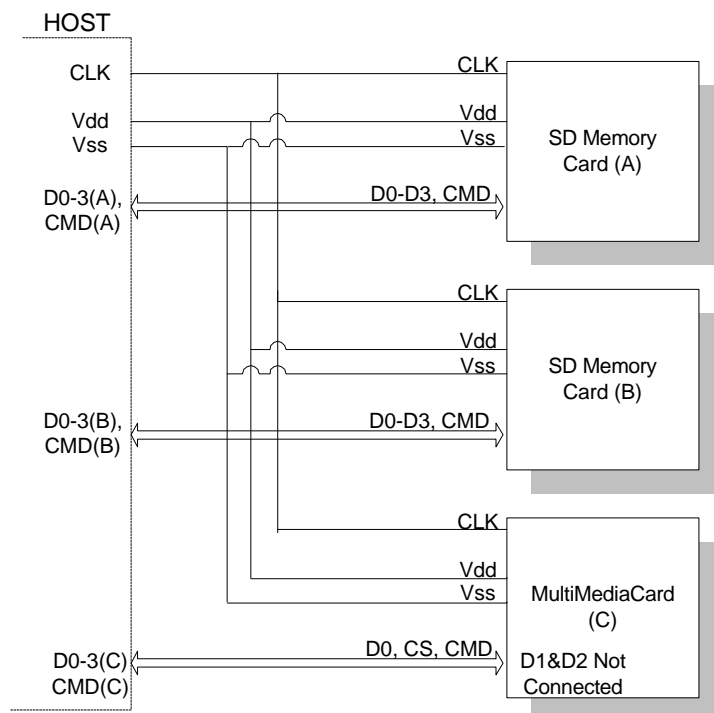 HOST
CLK
CLK
Vdd
Vdd
Vss
Vss
SD Memory
Card (A)
D0-3(A),
CMD(A)
D0-D3, CMD
CLK
Vdd
Vss
SD Memory
Card (B)
D0-3(B),
CMD(B)
D0-D3, CMD
CLK
Vdd
Vss
MultiMediaCard
(C)
D0-3(C)
CMD(C)
D0, CS, CMD
D1&D2 Not
Connected